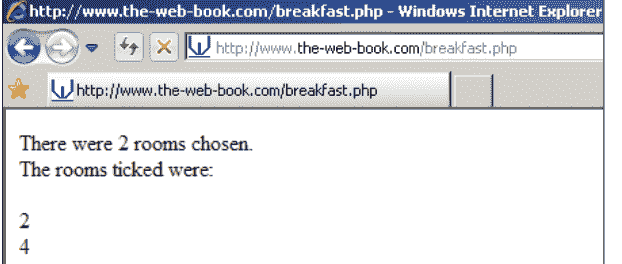 http://www.the-web-book.com/breakfast.php - Windows Internet Explorer
http://www.the-web-book.com/breakfast.php
http://www.the-web-book.com/breakfast.php
There were 2 rooms chosen.
The rooms ticked were:
2
4